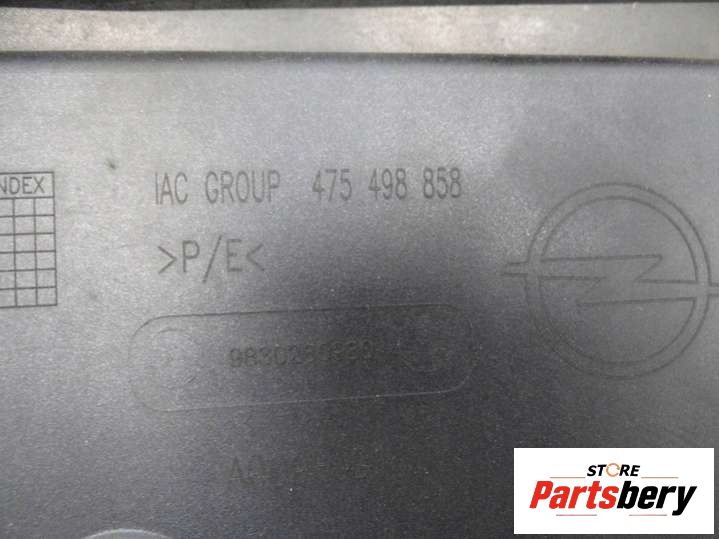 NDEX
IAC GROUP 475 498 858
>P/E<
STORE
Partsbery